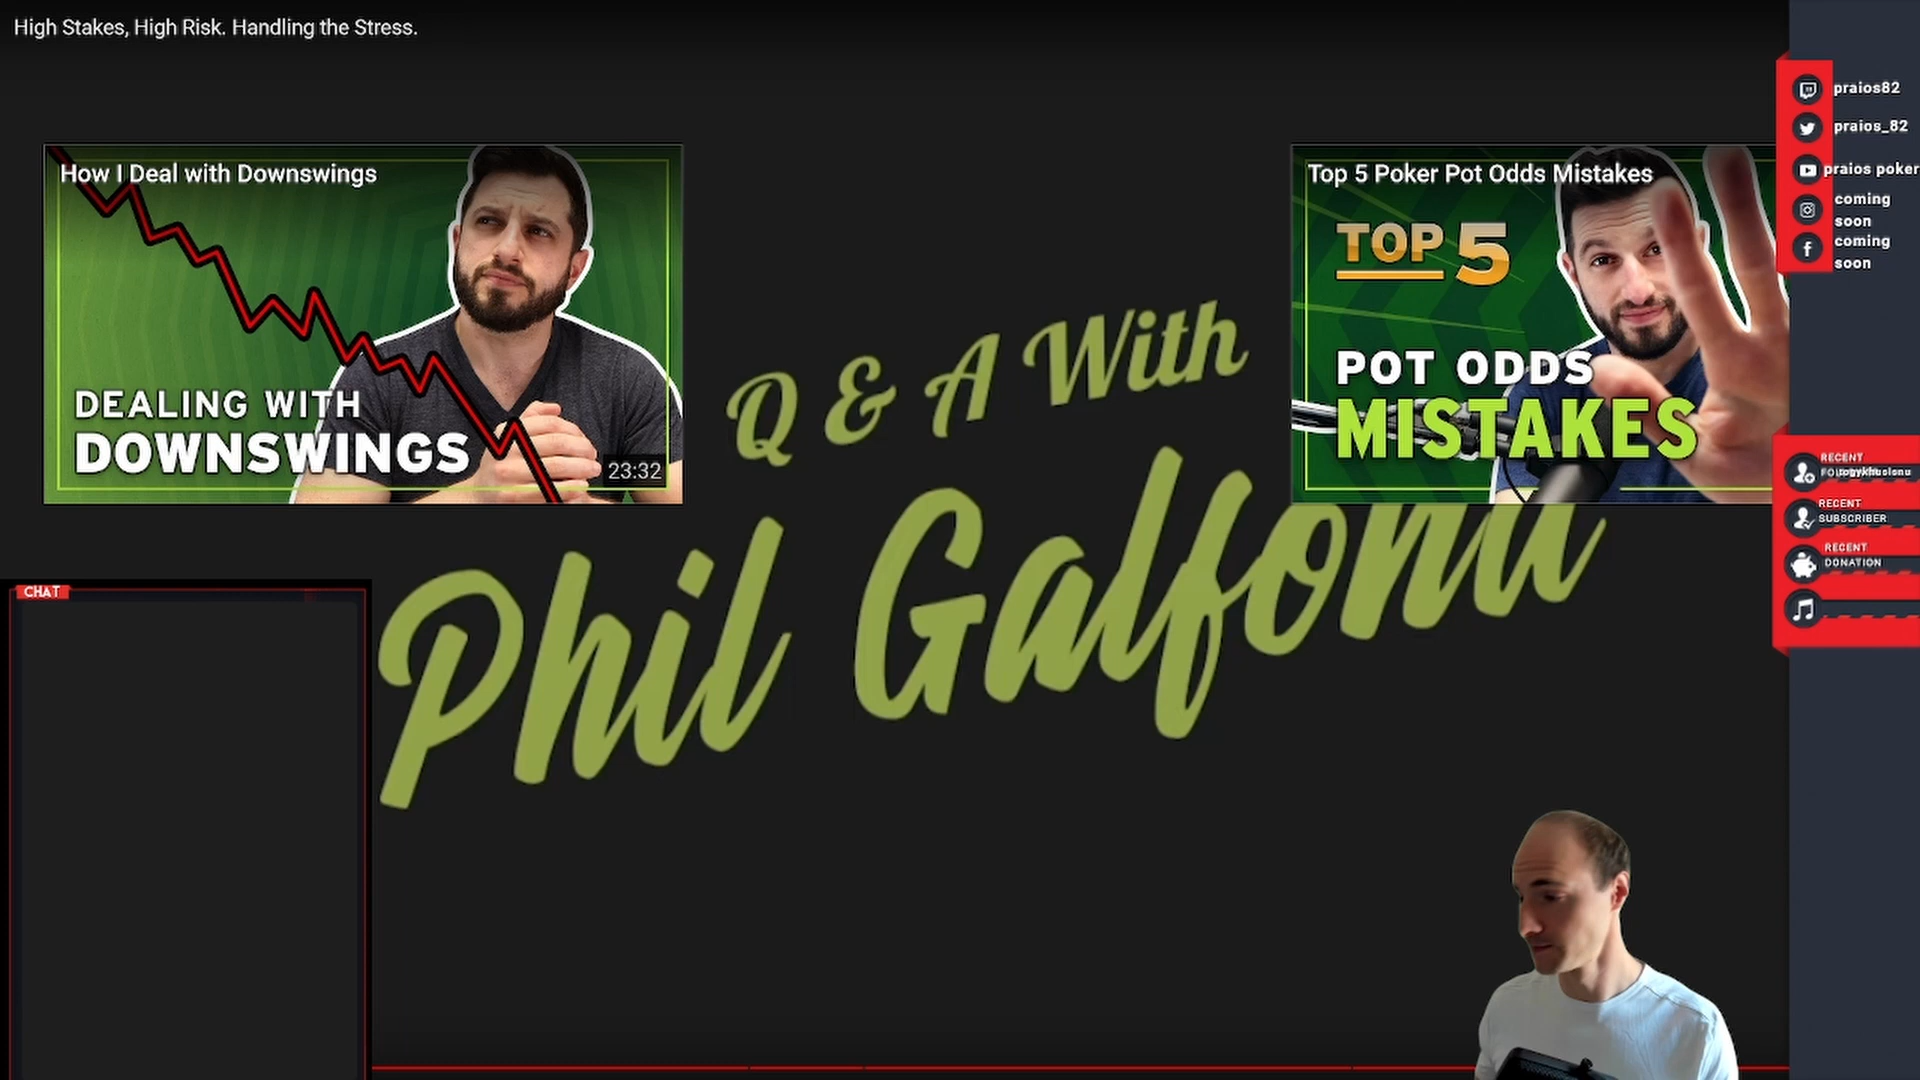 High Stakes, High Risk. Handling the Stress.
How I Deal with Downswings
DEALING WITH
DOWNSWINGS
23:32
Q & A With
Phil Galfond
Top 5 Poker Pot Odds Mistakes
TOP 5
POT ODDS
MISTAKES
praios82
praios_82
praios poker
coming
soon
coming
soon
RECENT
RECENT
SUBSCRIBER
RECENT
DONATION
CHAT